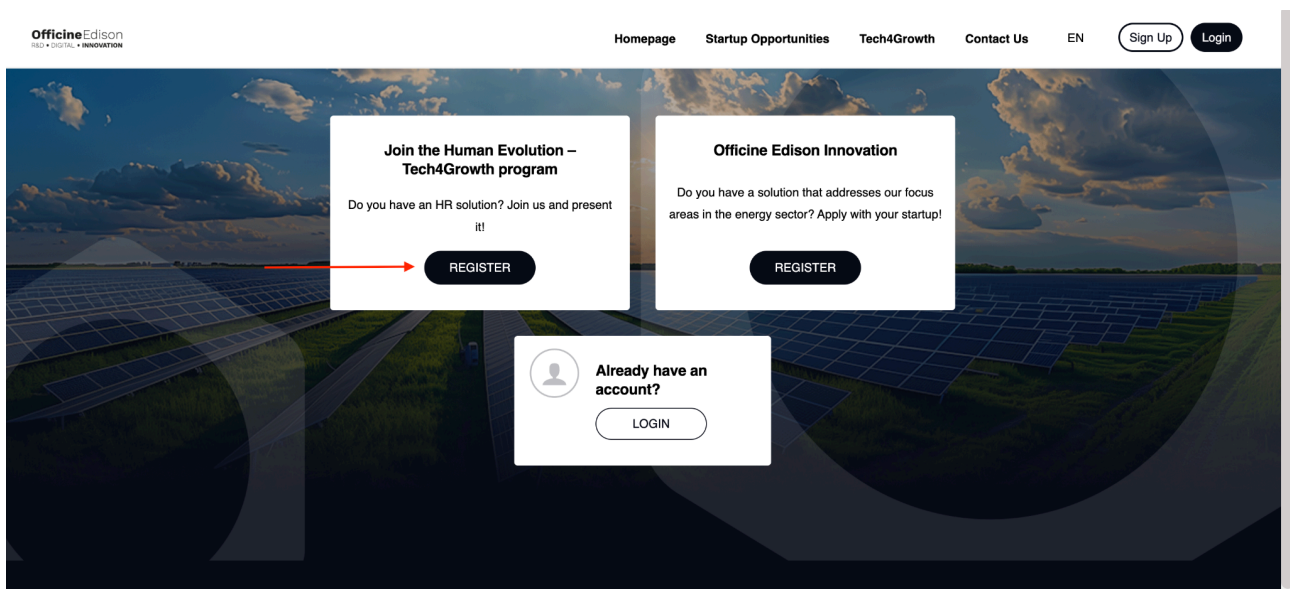 OfficineEdison
R&D • DIGITAL • INNOVATION
Homepage Startup Opportunities Tech4Growth Contact Us EN Sign Up Login
Join the Human Evolution –
Tech4Growth program
Do you have an HR solution? Join us and present
it!
REGISTER
Officine Edison Innovation
Do you have a solution that addresses our focus
areas in the energy sector? Apply with your startup!
REGISTER
Already have an
account?
LOGIN